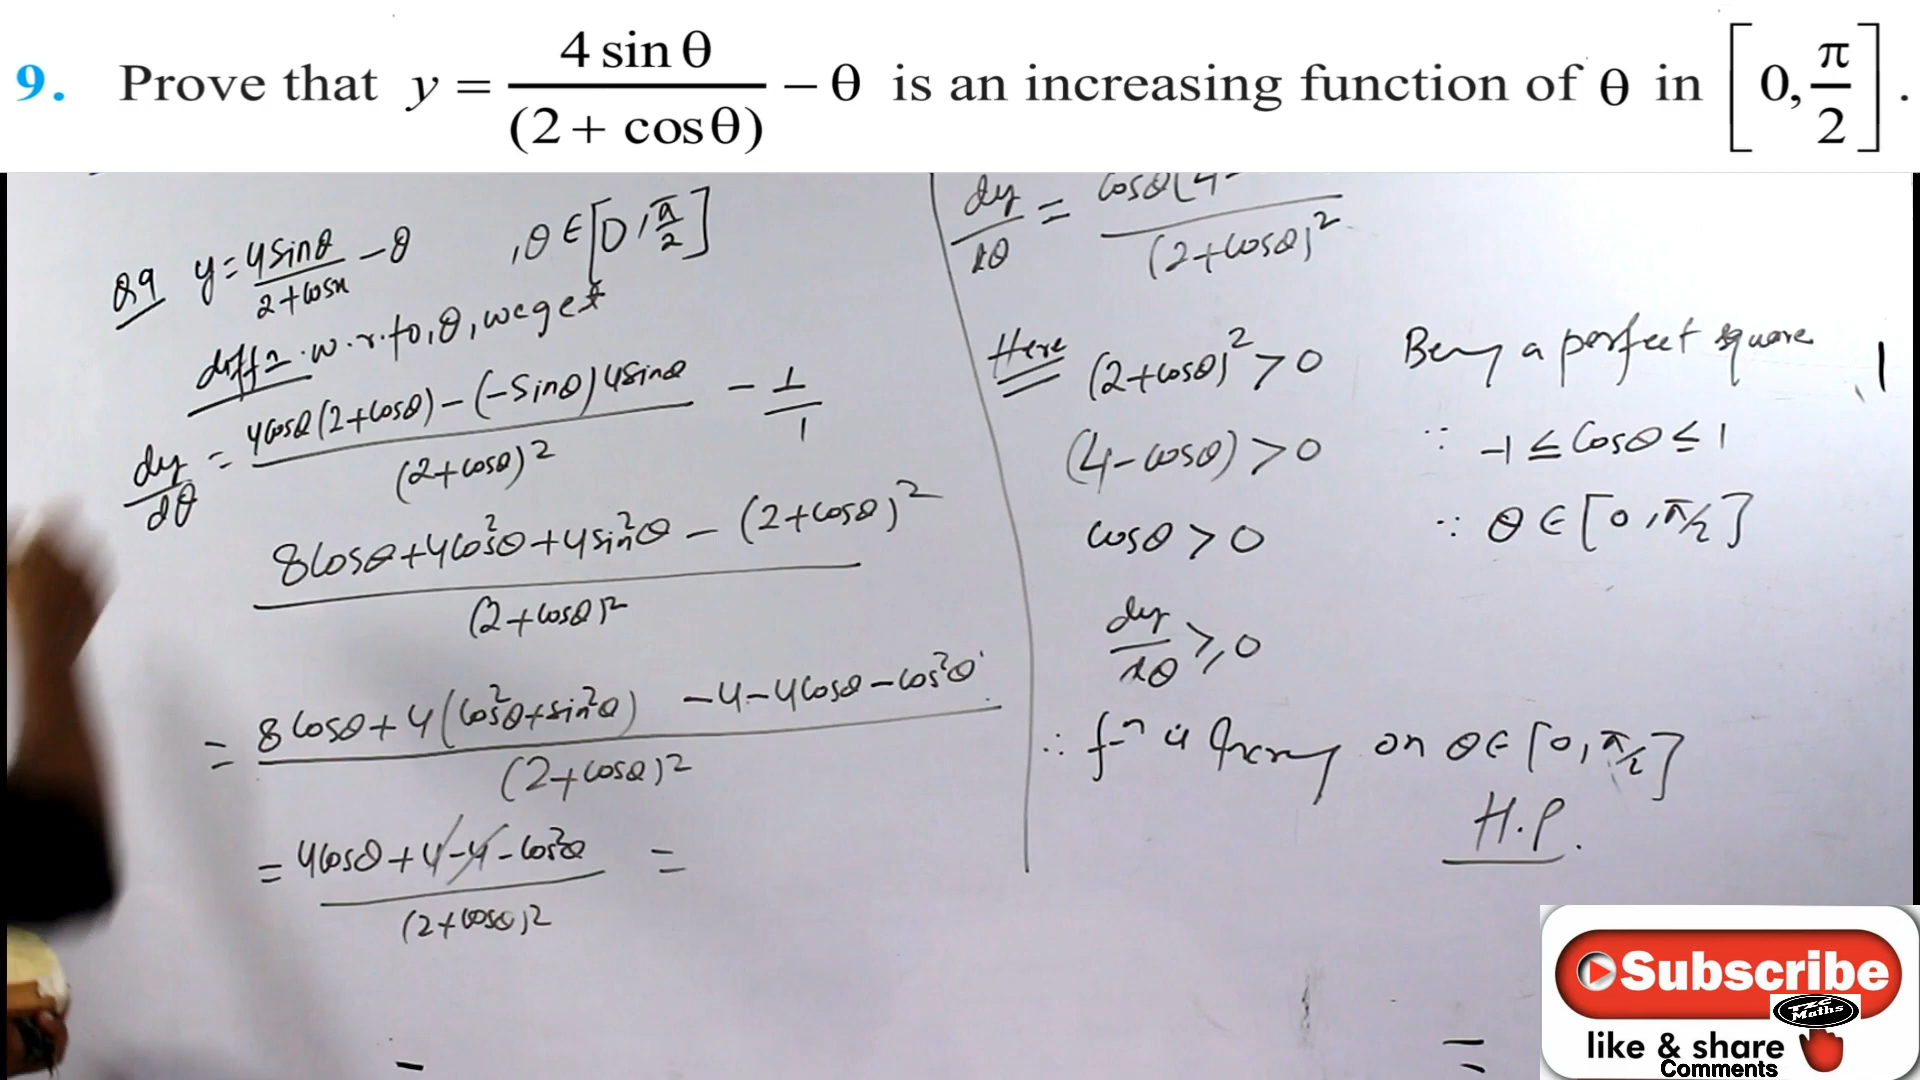 9. Prove that y = 4 sin θ / (2 + cosθ) − θ is an increasing function of θ in [0, π/2].
Q9 y = 4sinθ / 2+cosx − θ , θ ∈ [0, π/2]
w.r.to, θ, we get
dy/dθ = 4cosθ(2+cosθ) − (−sinθ)4sinθ / (2+cosθ)² − 1/1
8cosθ + 4cos²θ + 4sin²θ − (2+cosθ)² / (2+cosθ)²
= 8cosθ + 4(cos²θ + sin²θ) − 4 − 4cosθ − cos²θ / (2+cosθ)²
= 4cosθ + 4 − 4 − cos²θ / (2+cosθ)² =
dy/dθ = cosθ(4− / (2+cosθ)²
Here (2+cosθ)² > 0 Being a perfect square
(4−cosθ) > 0 ∵ −1 ≤ cosθ ≤ 1
cosθ > 0 ∵ θ ∈ [0, π/2]
dy/dθ ≥ 0
∴ fⁿ is on θ ∈ [0, π/2]
H.P.
Subscribe
TZC
Maths
like & share
Comments